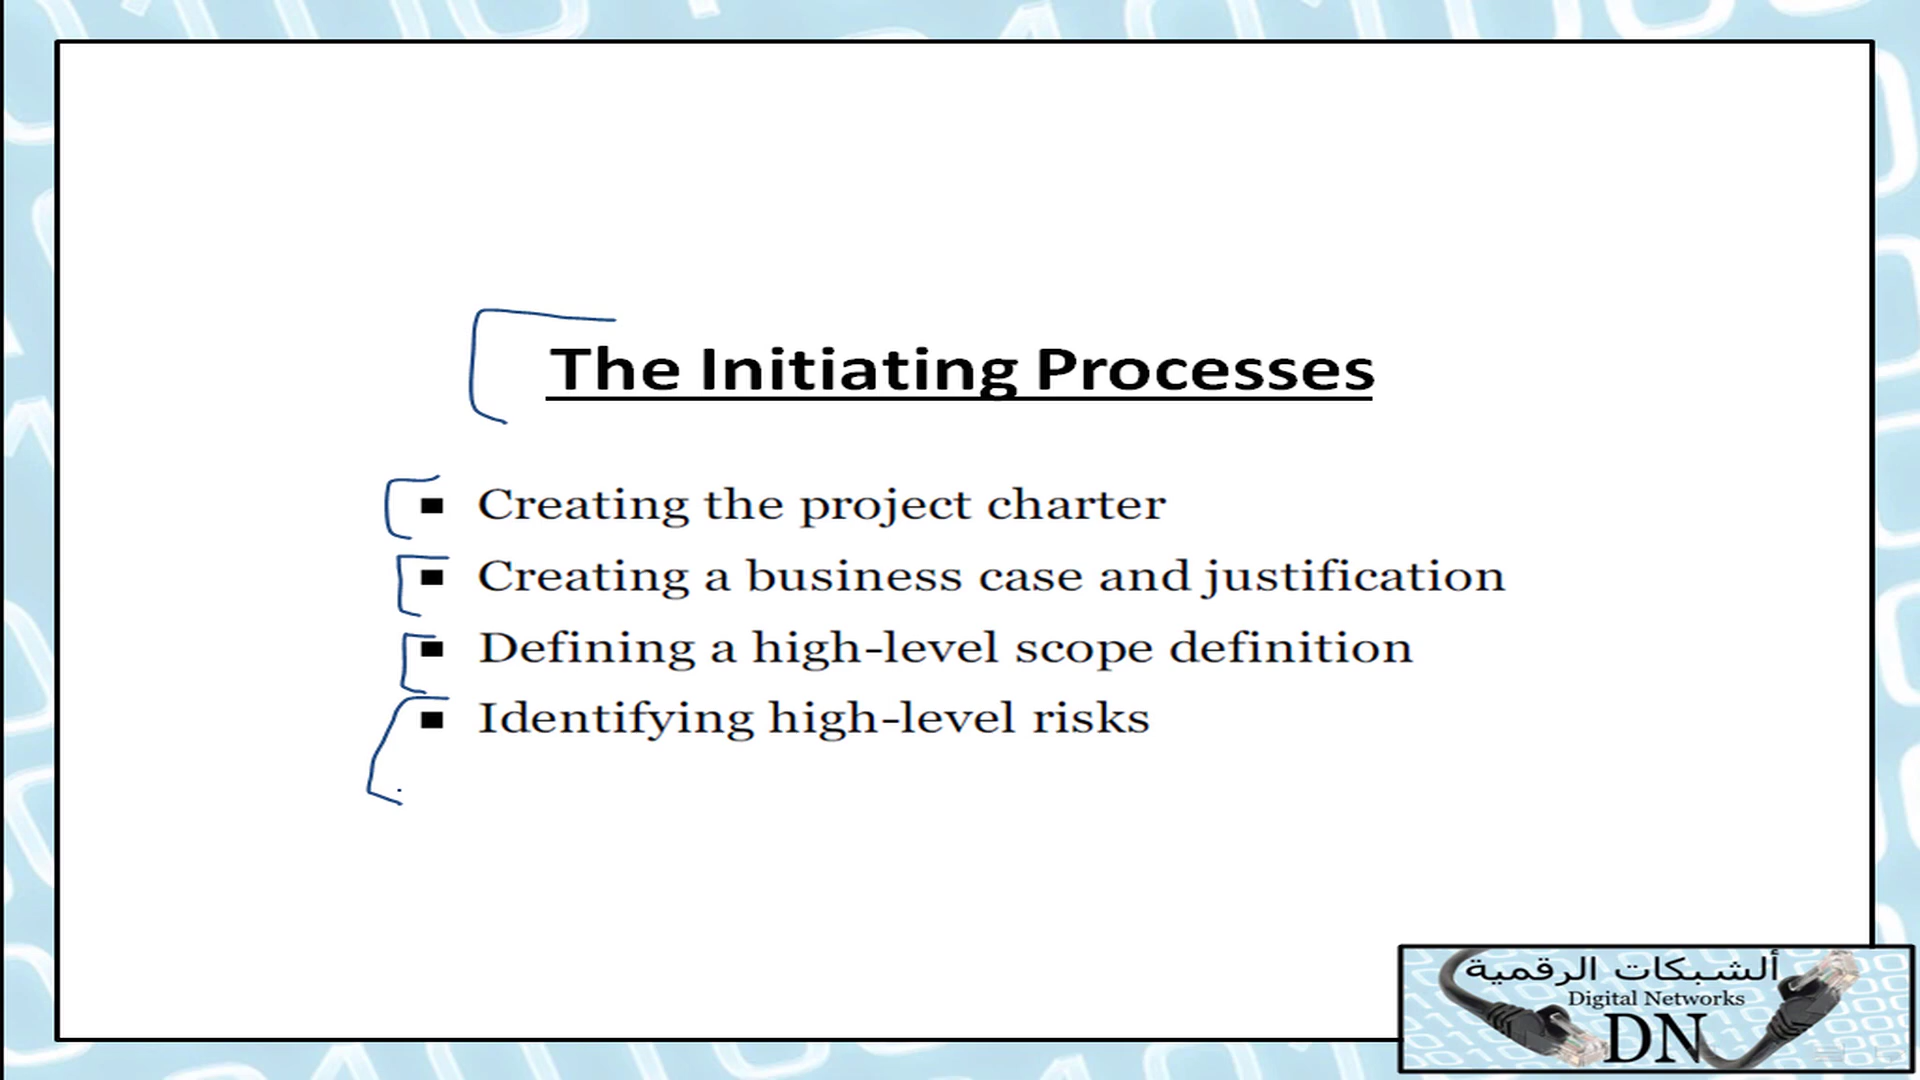 The Initiating Processes
▪ Creating the project charter
▪ Creating a business case and justification
▪ Defining a high-level scope definition
▪ Identifying high-level risks
ألشبكات الرقمية
Digital Networks
DN